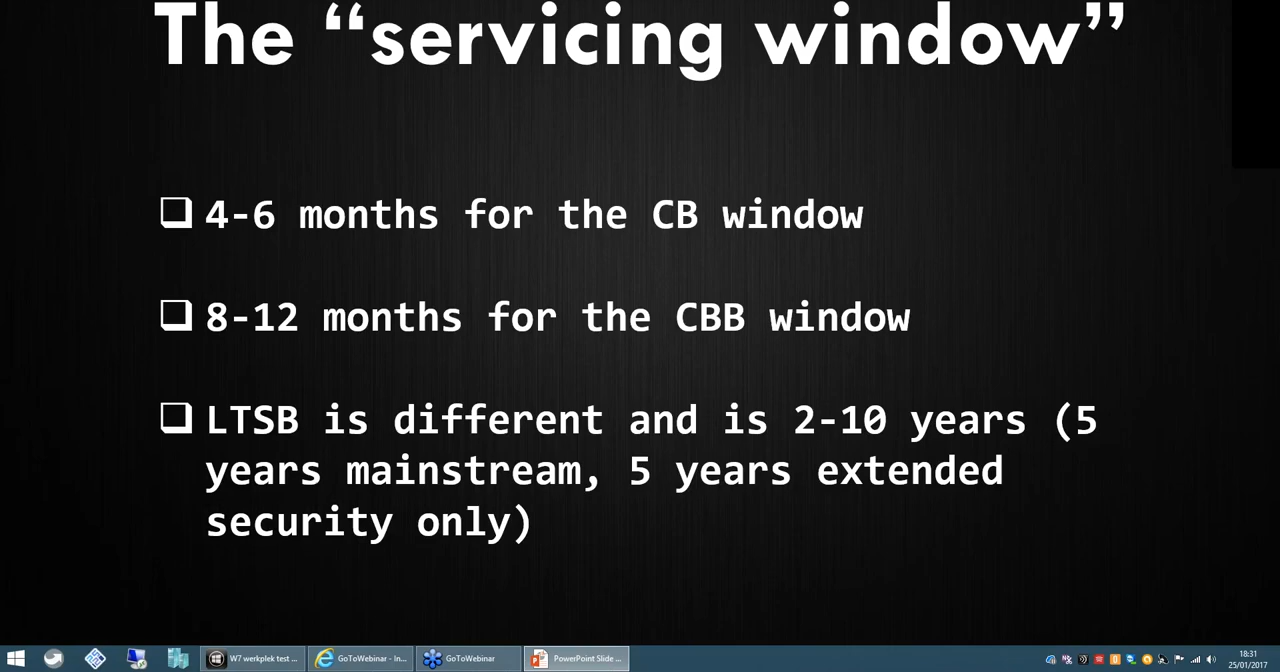 The “servicing window”
4-6 months for the CB window
8-12 months for the CBB window
LTSB is different and is 2-10 years (5
years mainstream, 5 years extended
security only)
W7 werkplek test ...
GoToWebinar - In...
GoToWebinar
PowerPoint Slide ...
18:31
25/01/2017